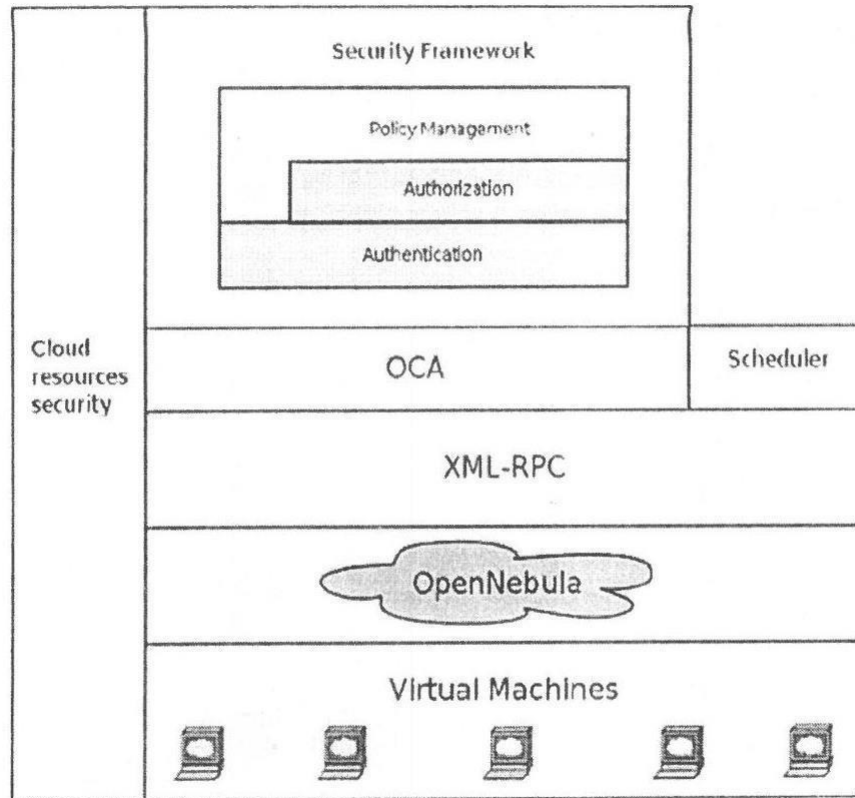 Security Framework
Policy Management
Authorization
Authentication
Cloud
resources
security
OCA
Scheduler
XML-RPC
OpenNebula
Virtual Machines